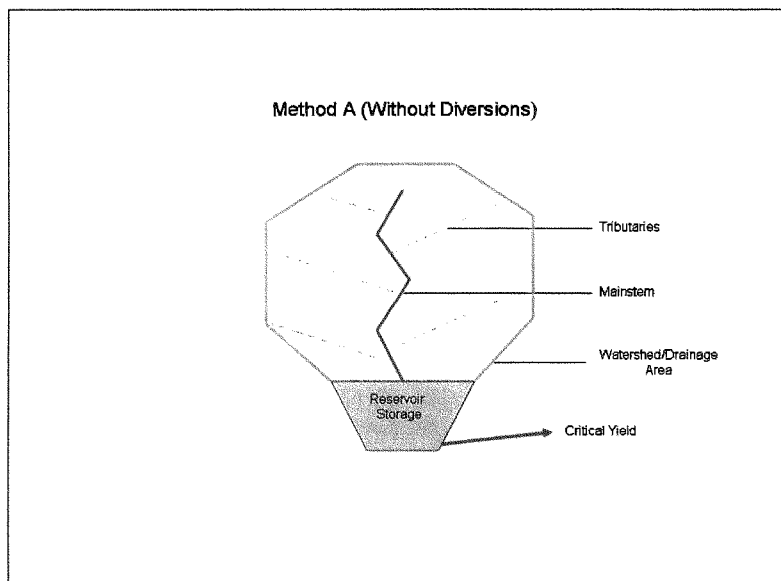 Method A (Without Diversions)
Tributaries
Mainstem
Watershed/Drainage
Area
Reservoir
Storage
Critical Yield